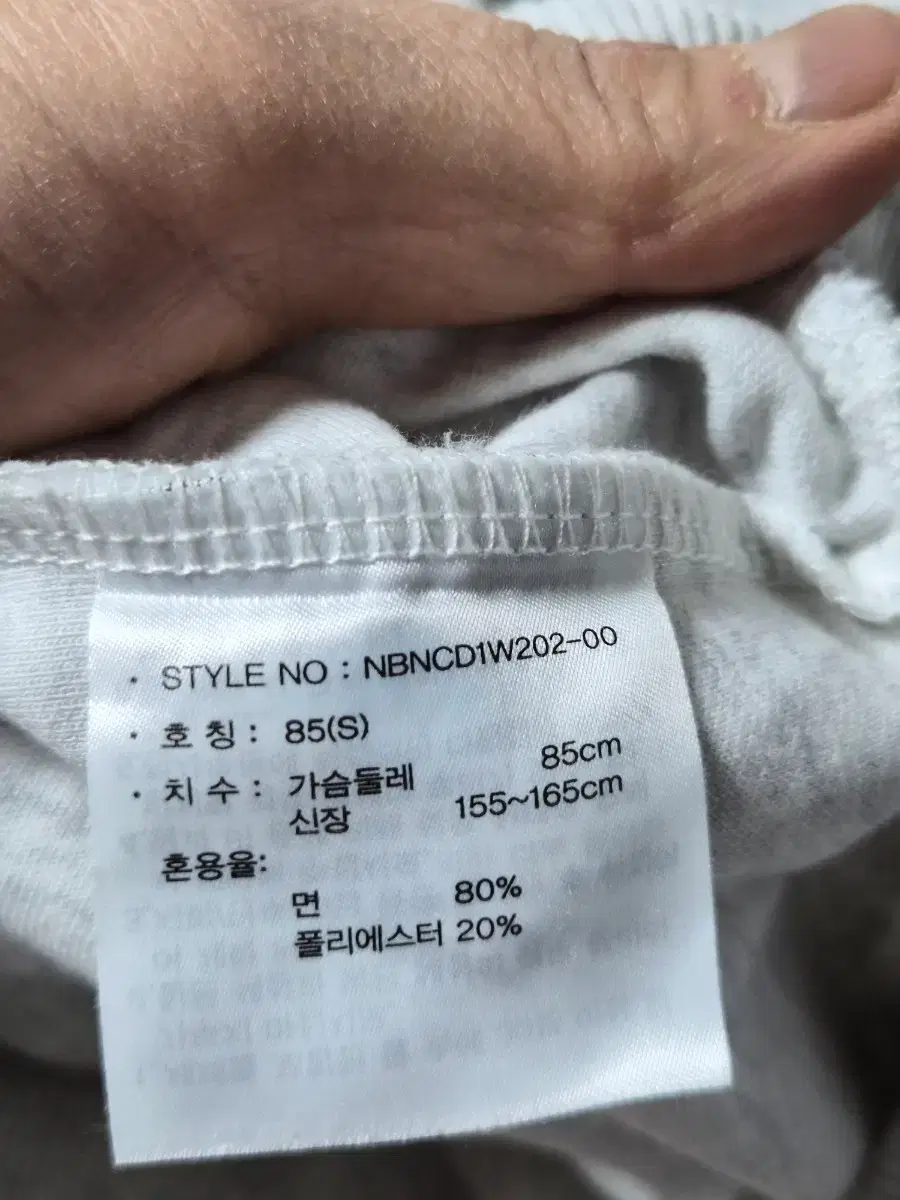 · STYLE NO : NBNCD1W202-00
· 호 칭 : 85(S)
· 치 수 : 가슴둘레 85cm
신장 155~165cm
혼용율:
면 80%
폴리에스터 20%